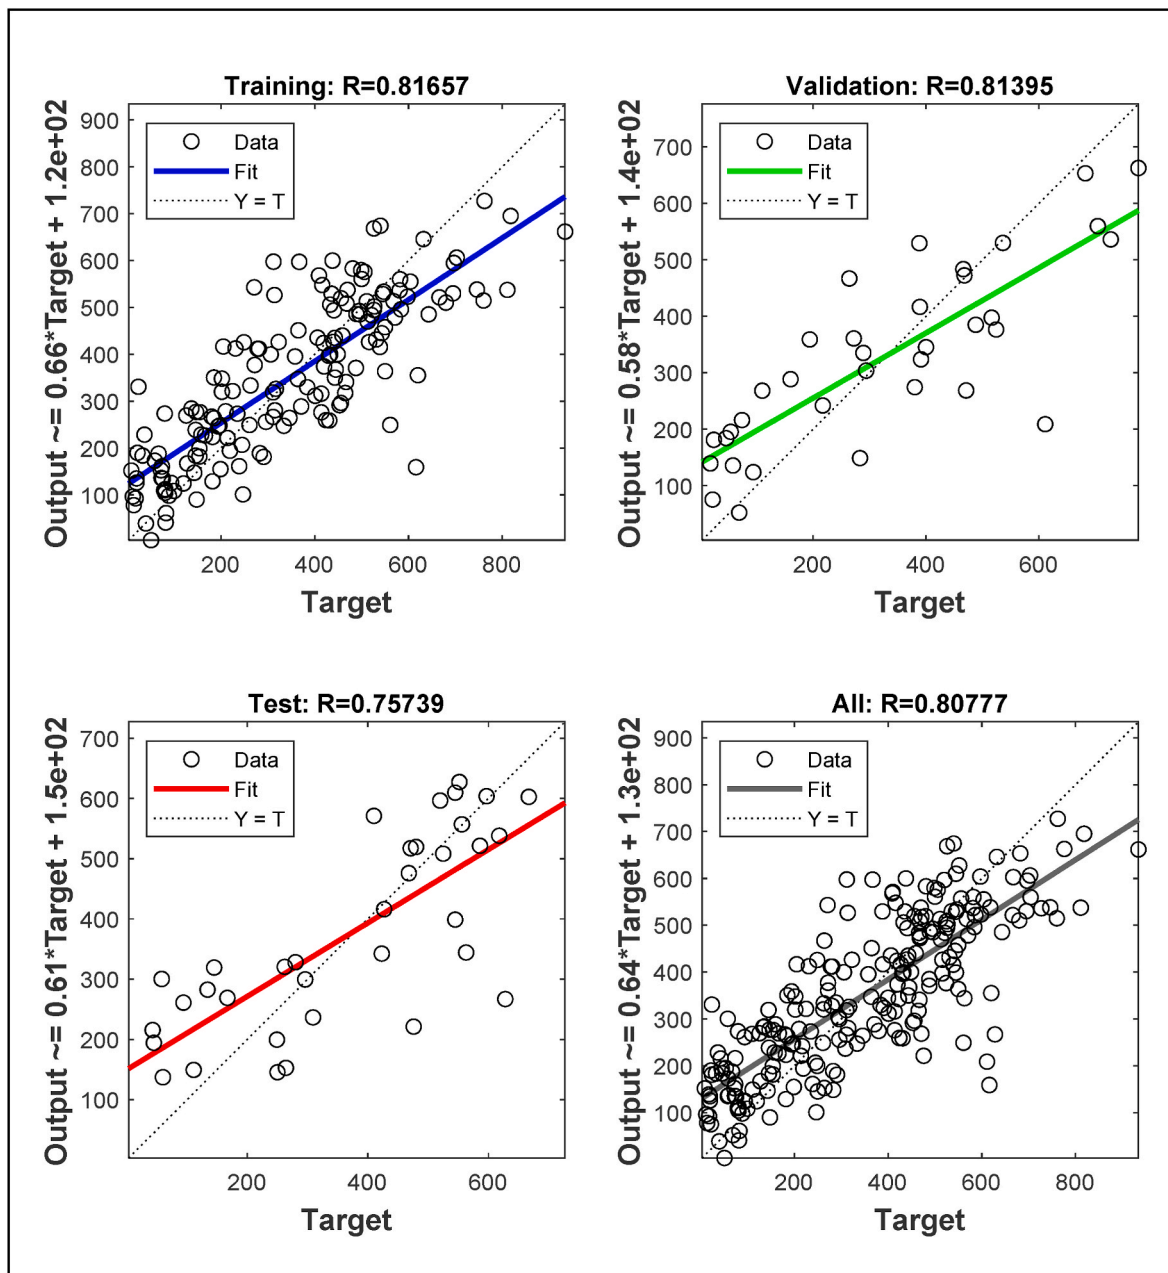 Training: R=0.81657
Output ~= 0.66*Target + 1.2e+02
900
800
700
600
500
400
300
200
100
Data
Fit
Y = T
200
400
600
800
Target
Validation: R=0.81395
Output ~= 0.58*Target + 1.4e+02
700
600
500
400
300
200
100
Data
Fit
Y = T
200
400
600
Target
Test: R=0.75739
Output ~= 0.61*Target + 1.5e+02
700
600
500
400
300
200
100
Data
Fit
Y = T
200
400
600
Target
All: R=0.80777
Output ~= 0.64*Target + 1.3e+02
900
800
700
600
500
400
300
200
100
Data
Fit
Y = T
200
400
600
800
Target